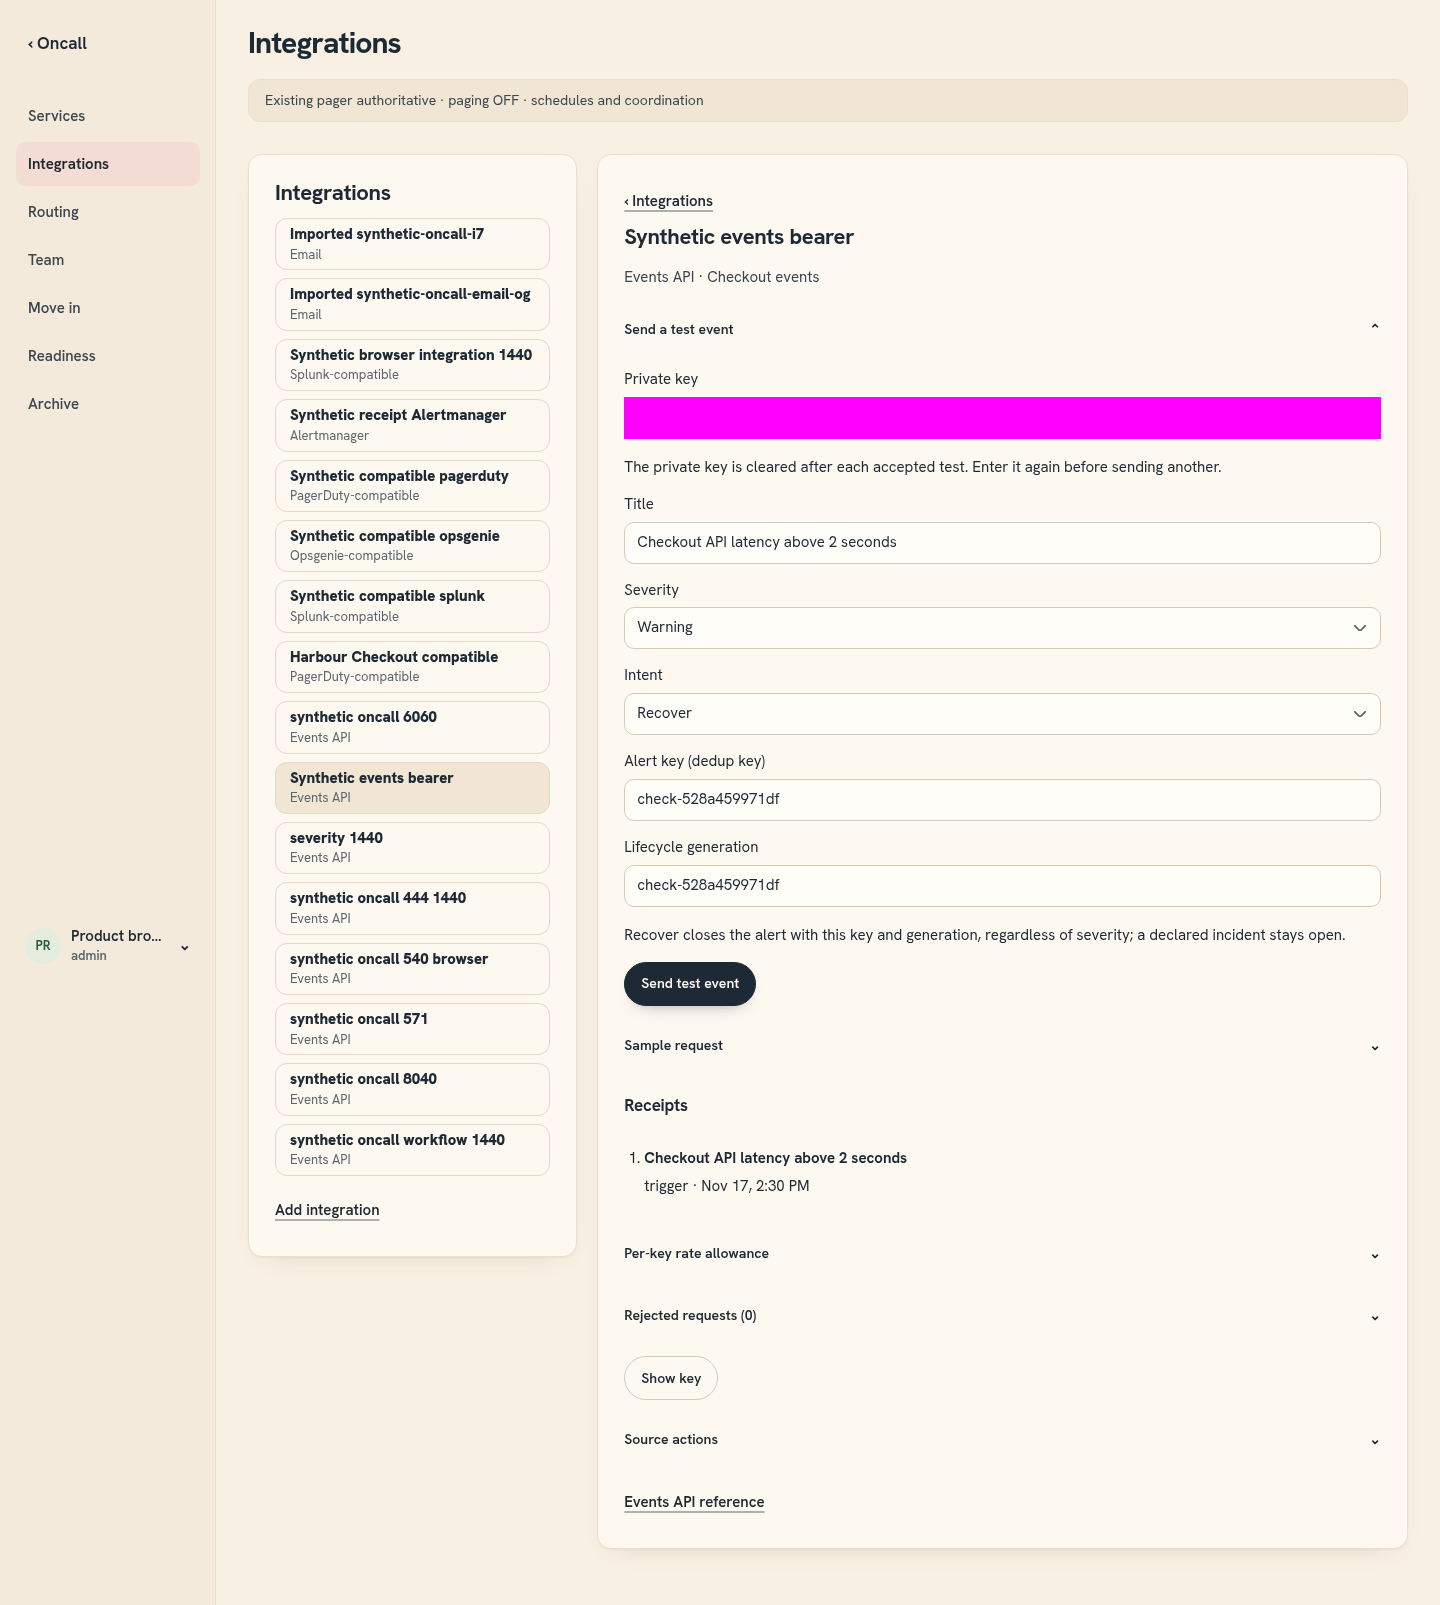 ‹ Oncall
Services
Integrations
Routing
Team
Move in
Readiness
Archive
PR
Product bro...
admin
Integrations
Existing pager authoritative · paging OFF · schedules and coordination
Integrations
Imported synthetic-oncall-i7
Email
Imported synthetic-oncall-email-og
Email
Synthetic browser integration 1440
Splunk-compatible
Synthetic receipt Alertmanager
Alertmanager
Synthetic compatible pagerduty
PagerDuty-compatible
Synthetic compatible opsgenie
Opsgenie-compatible
Synthetic compatible splunk
Splunk-compatible
Harbour Checkout compatible
PagerDuty-compatible
synthetic oncall 6060
Events API
Synthetic events bearer
Events API
severity 1440
Events API
synthetic oncall 444 1440
Events API
synthetic oncall 540 browser
Events API
synthetic oncall 571
Events API
synthetic oncall 8040
Events API
synthetic oncall workflow 1440
Events API
Add integration
‹ Integrations
Synthetic events bearer
Events API · Checkout events
Send a test event
Private key
The private key is cleared after each accepted test. Enter it again before sending another.
Title
Checkout API latency above 2 seconds
Severity
Warning
Intent
Recover
Alert key (dedup key)
check-528a459971df
Lifecycle generation
check-528a459971df
Recover closes the alert with this key and generation, regardless of severity; a declared incident stays open.
Send test event
Sample request
Receipts
1. Checkout API latency above 2 seconds
trigger · Nov 17, 2:30 PM
Per-key rate allowance
Rejected requests (0)
Show key
Source actions
Events API reference